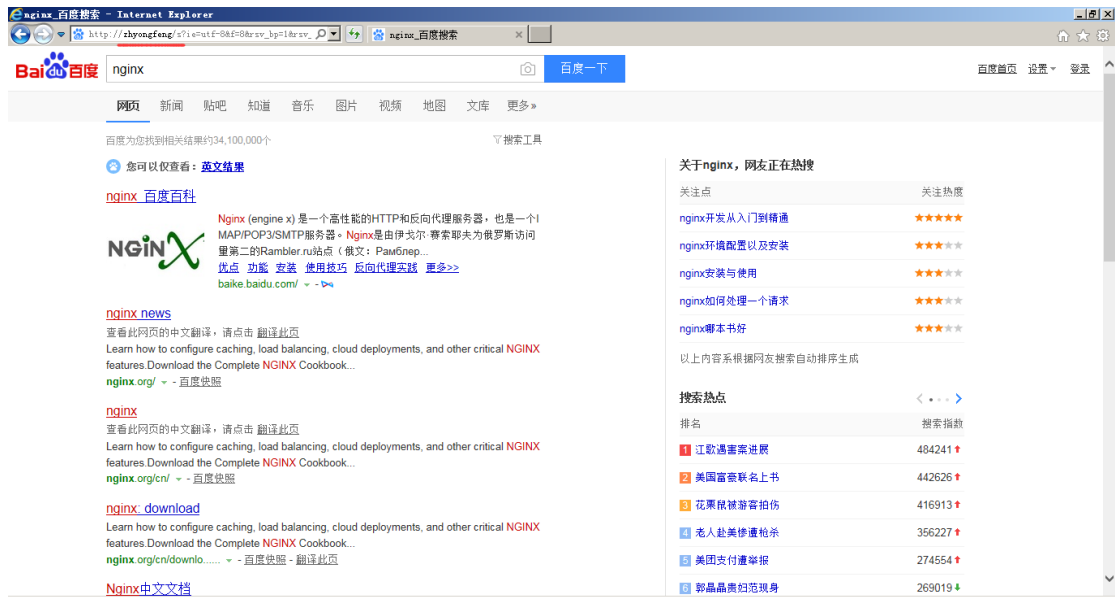 nginx_百度搜索 - Internet Explorer
http://zhyongfeng/s?ie=utf-8&f=8&rsv_bp=1&rsv_
nginx_百度搜索
Bai du 百度
nginx
百度一下
百度首页 设置 登录
网页 新闻 贴吧 知道 音乐 图片 视频 地图 文库 更多»
百度为您找到相关结果约34,100,000个
搜索工具
您可以仅查看：英文结果
nginx_百度百科
NGiNX
Nginx (engine x) 是一个高性能的HTTP和反向代理服务器，也是一个I
MAP/POP3/SMTP服务器。Nginx是由伊戈尔·赛索耶夫为俄罗斯访问
量第二的Rambler.ru站点（俄文：Рамблер...
优点 功能 安装 使用技巧 反向代理实践 更多>>
baike.baidu.com/ -
nginx news
查看此网页的中文翻译，请点击 翻译此页
Learn how to configure caching, load balancing, cloud deployments, and other critical NGINX
features.Download the Complete NGINX Cookbook...
nginx.org/ - 百度快照
nginx
查看此网页的中文翻译，请点击 翻译此页
Learn how to configure caching, load balancing, cloud deployments, and other critical NGINX
features.Download the Complete NGINX Cookbook...
nginx.org/cn/ - 百度快照
nginx: download
Learn how to configure caching, load balancing, cloud deployments, and other critical NGINX
features.Download the Complete NGINX Cookbook...
nginx.org/cn/downlo...... - 百度快照 - 翻译此页
Nginx中文文档
关于nginx，网友正在热搜
关注点 关注热度
nginx开发从入门到精通
nginx环境配置以及安装
nginx安装与使用
nginx如何处理一个请求
nginx哪本书好
以上内容系根据网友搜索自动排序生成
搜索热点
排名 搜索指数
1 江歌遇害案进展 484241
2 美国富豪联名上书 442626
3 花栗鼠被游客拍伤 416913
4 老人赴美惨遭枪杀 356227
5 美团支付遭举报 274554
6 郭晶晶贵妇范现身 269019